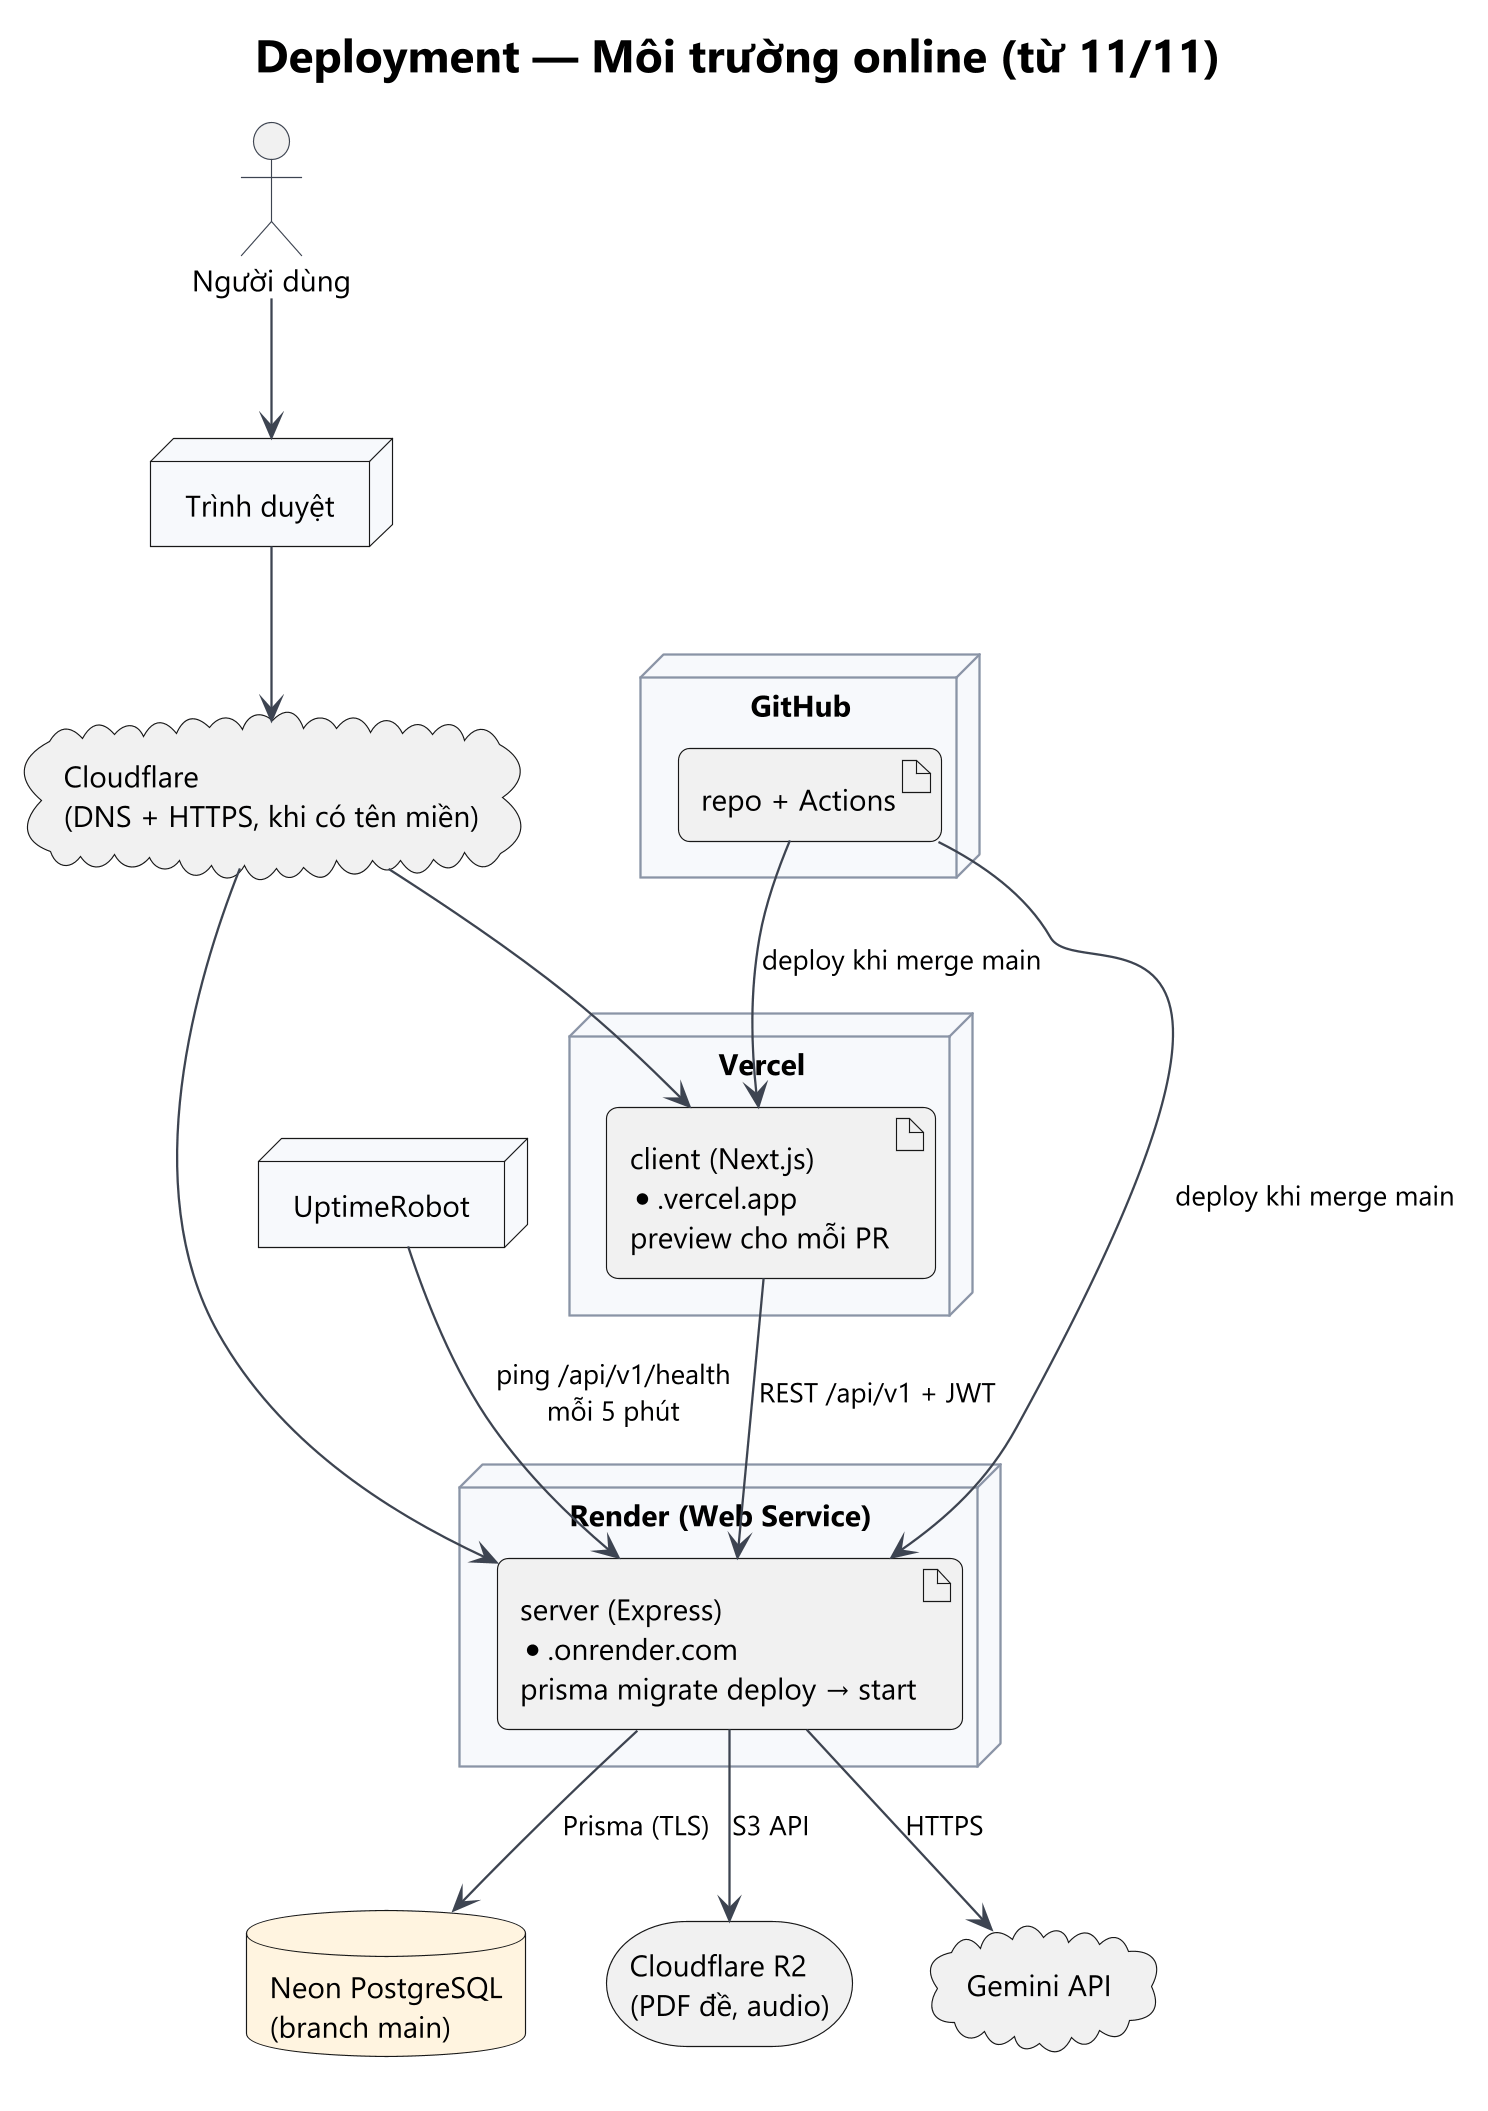 Deployment — Môi trường online (từ 11/11)
Người dùng
Trình duyệt
Cloudflare
(DNS + HTTPS, khi có tên miền)
GitHub
repo + Actions
deploy khi merge main
deploy khi merge main
Vercel
client (Next.js)
• .vercel.app
preview cho mỗi PR
UptimeRobot
ping /api/v1/health
mỗi 5 phút
REST /api/v1 + JWT
Render (Web Service)
server (Express)
• .onrender.com
prisma migrate deploy → start
Prisma (TLS)
S3 API
HTTPS
Neon PostgreSQL
(branch main)
Cloudflare R2
(PDF đề, audio)
Gemini API